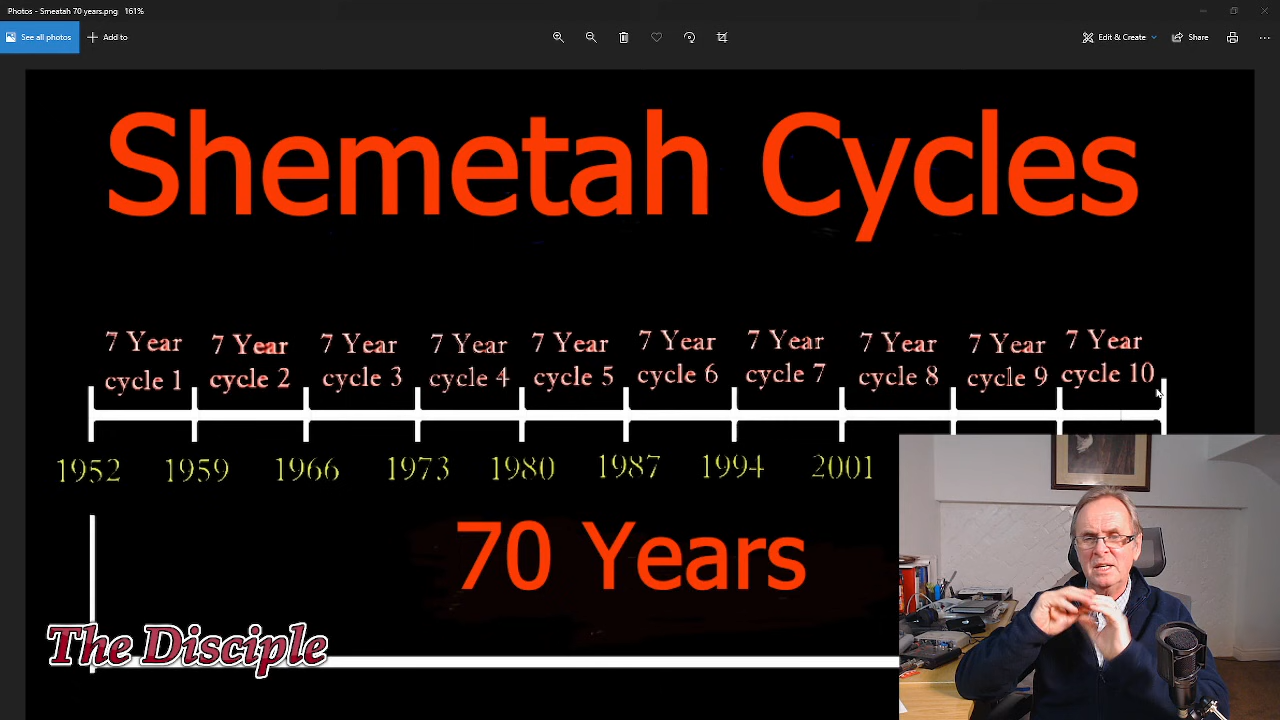 Photos - Smeatah 70 years.png 161%
See all photos
Add to
Edit & Create
Share
Shemetah Cycles
7 Year cycle 1
7 Year cycle 2
7 Year cycle 3
7 Year cycle 4
7 Year cycle 5
7 Year cycle 6
7 Year cycle 7
7 Year cycle 8
7 Year cycle 9
7 Year cycle 10
1952 1959 1966 1973 1980 1987 1994 2001
70 Years
The Disciple